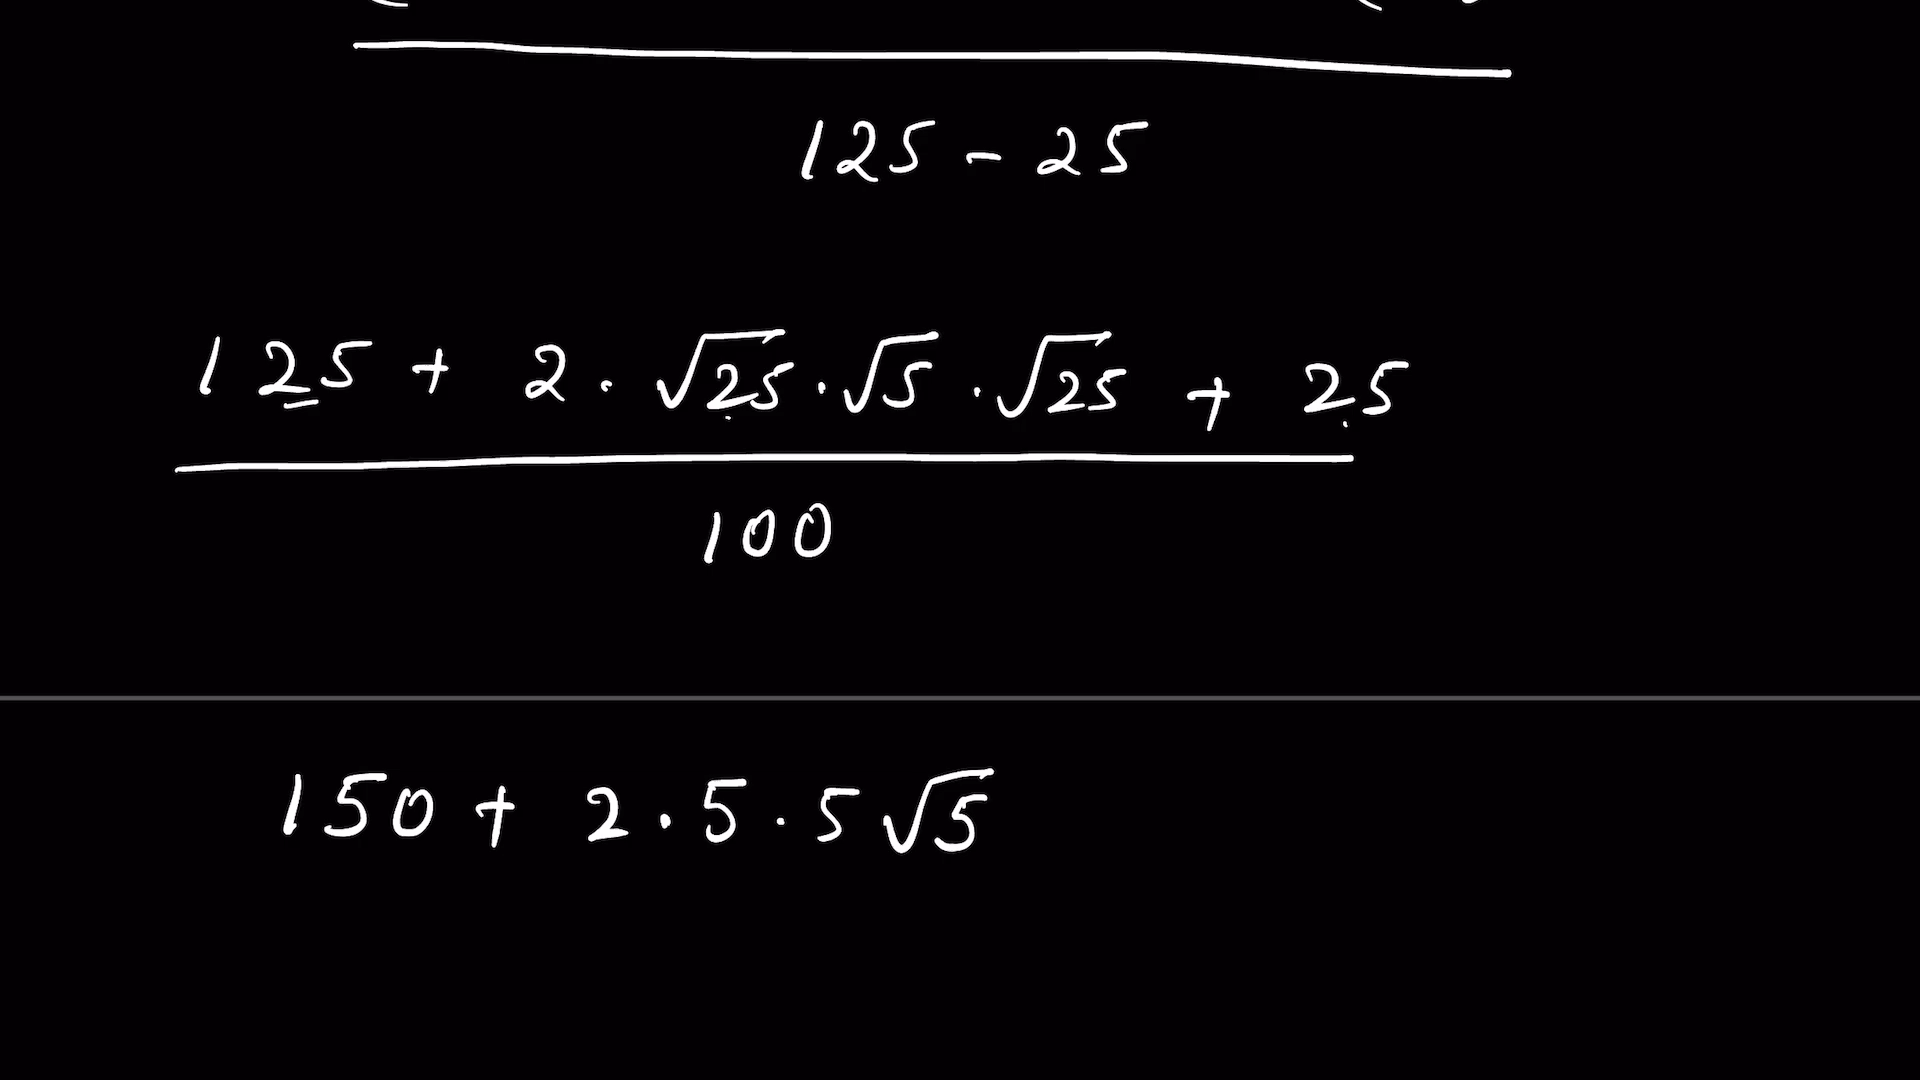 125 - 25
125 + 2 · √25 · √5 · √25 + 25
100
150 + 2 · 5 · 5 √5